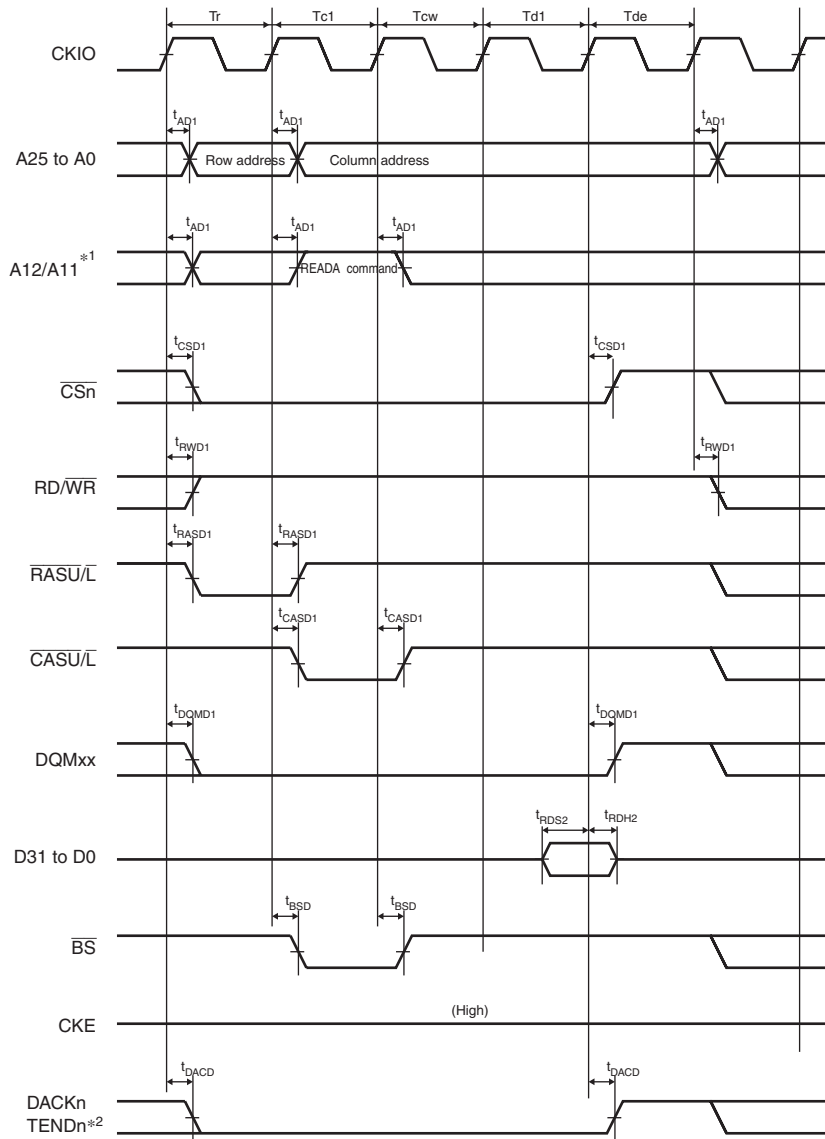 Tr Tc1 Tcw Td1 Tde
CKIO
tAD1 tAD1 tAD1
A25 to A0 Row address Column address
tAD1 tAD1 tAD1
A12/A11*1 READA command
tCSD1 tCSD1
CSn
tRWD1 tRWD1
RD/WR
tRASD1 tRASD1
RASU/L
tCASD1 tCASD1
CASU/L
tDQMD1 tDQMD1
DQMxx
tRDS2 tRDH2
D31 to D0
tBSD tBSD
BS
(High)
CKE
tDACD tDACD
DACKn
TENDn*2